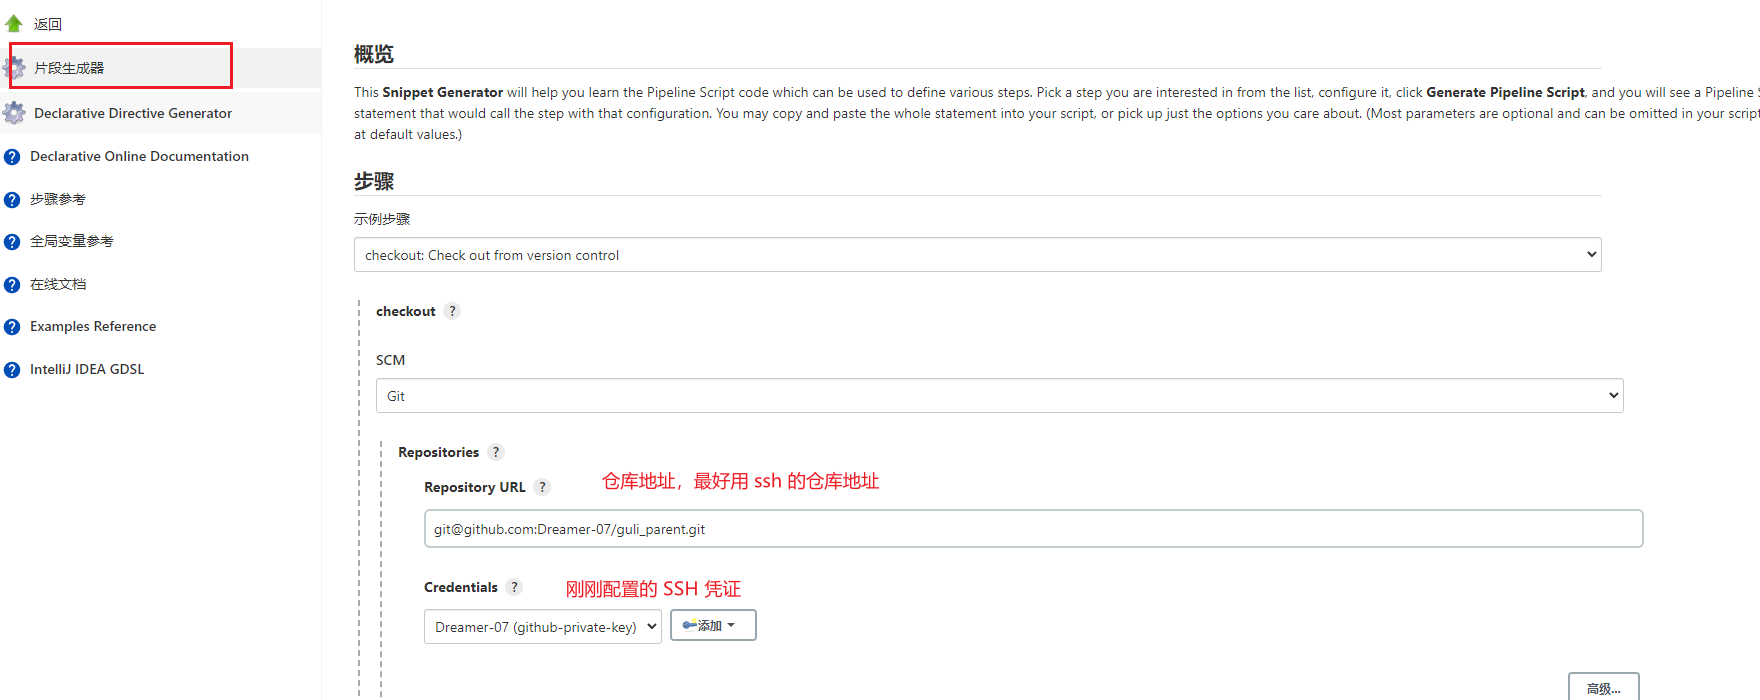 返回
片段生成器
Declarative Directive Generator
Declarative Online Documentation
步骤参考
全局变量参考
在线文档
Examples Reference
IntelliJ IDEA GDSL
概览
This Snippet Generator will help you learn the Pipeline Script code which can be used to define various steps. Pick a step you are interested in from the list, configure it, click Generate Pipeline Script, and you will see a Pipeline
statement that would call the step with that configuration. You may copy and paste the whole statement into your script, or pick up just the options you care about. (Most parameters are optional and can be omitted in your script
at default values.)
步骤
示例步骤
checkout: Check out from version control
checkout ?
SCM
Git
Repositories ?
仓库地址，最好用 ssh 的仓库地址
Repository URL ?
git@github.com:Dreamer-07/guli_parent.git
刚刚配置的 SSH 凭证
Credentials ?
Dreamer-07 (github-private-key) 添加
高级...